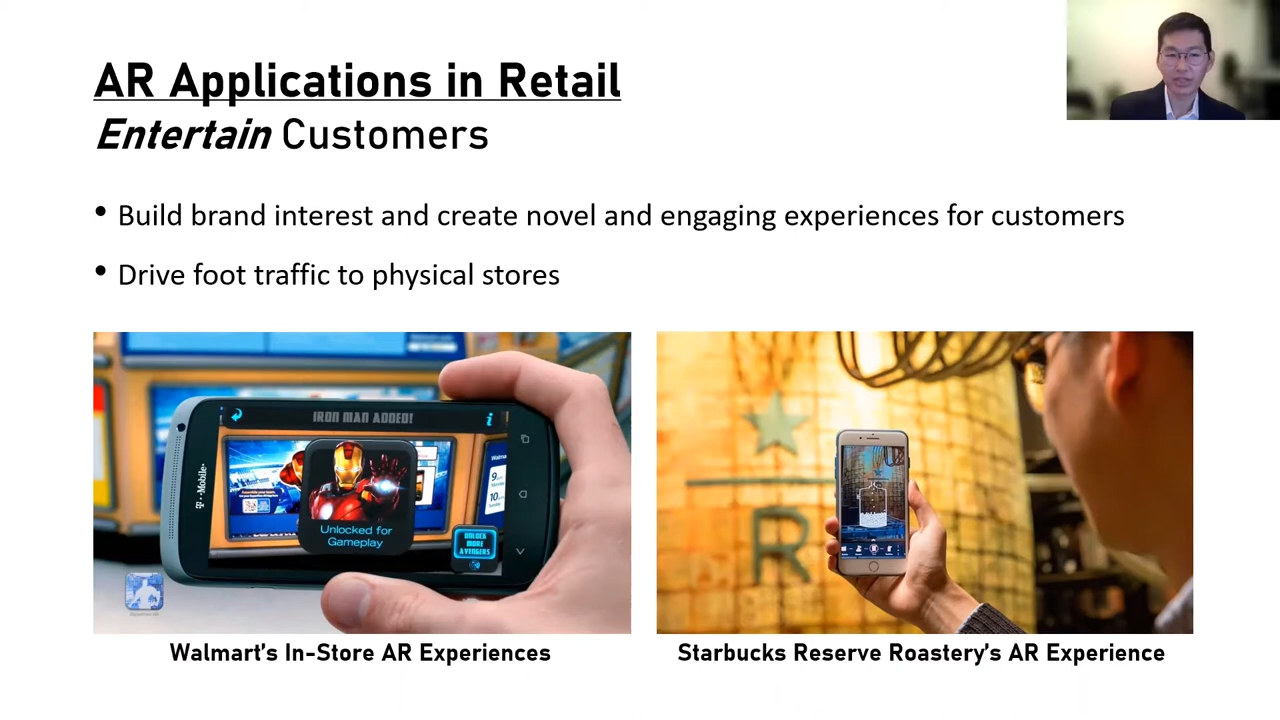 AR Applications in Retail
Entertain Customers
• Build brand interest and create novel and engaging experiences for customers
• Drive foot traffic to physical stores
IRON MAN ADDED!
i
T-Mobile
Unlocked for
Gameplay
UNLOCK
MORE
AVENGERS
R
Walmart's In-Store AR Experiences
Starbucks Reserve Roastery's AR Experience